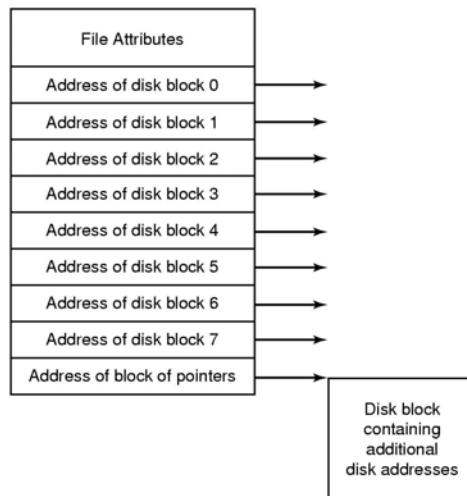 File Attributes
Address of disk block 0
Address of disk block 1
Address of disk block 2
Address of disk block 3
Address of disk block 4
Address of disk block 5
Address of disk block 6
Address of disk block 7
Address of block of pointers
Disk block
containing
additional
disk addresses